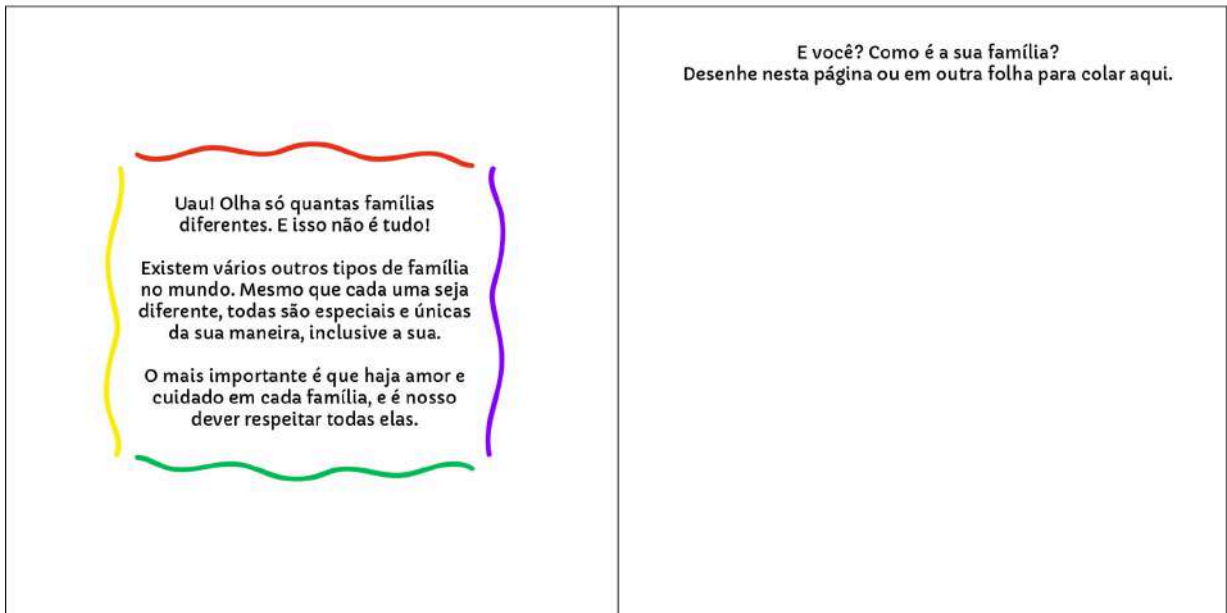 Uau! Olha só quantas famílias
diferentes. E isso não é tudo!
Existem vários outros tipos de família
no mundo. Mesmo que cada uma seja
diferente, todas são especiais e únicas
da sua maneira, inclusive a sua.
O mais importante é que haja amor e
cuidado em cada família, e é nosso
dever respeitar todas elas.
E você? Como é a sua família?
Desenhe nesta página ou em outra folha para colar aqui.